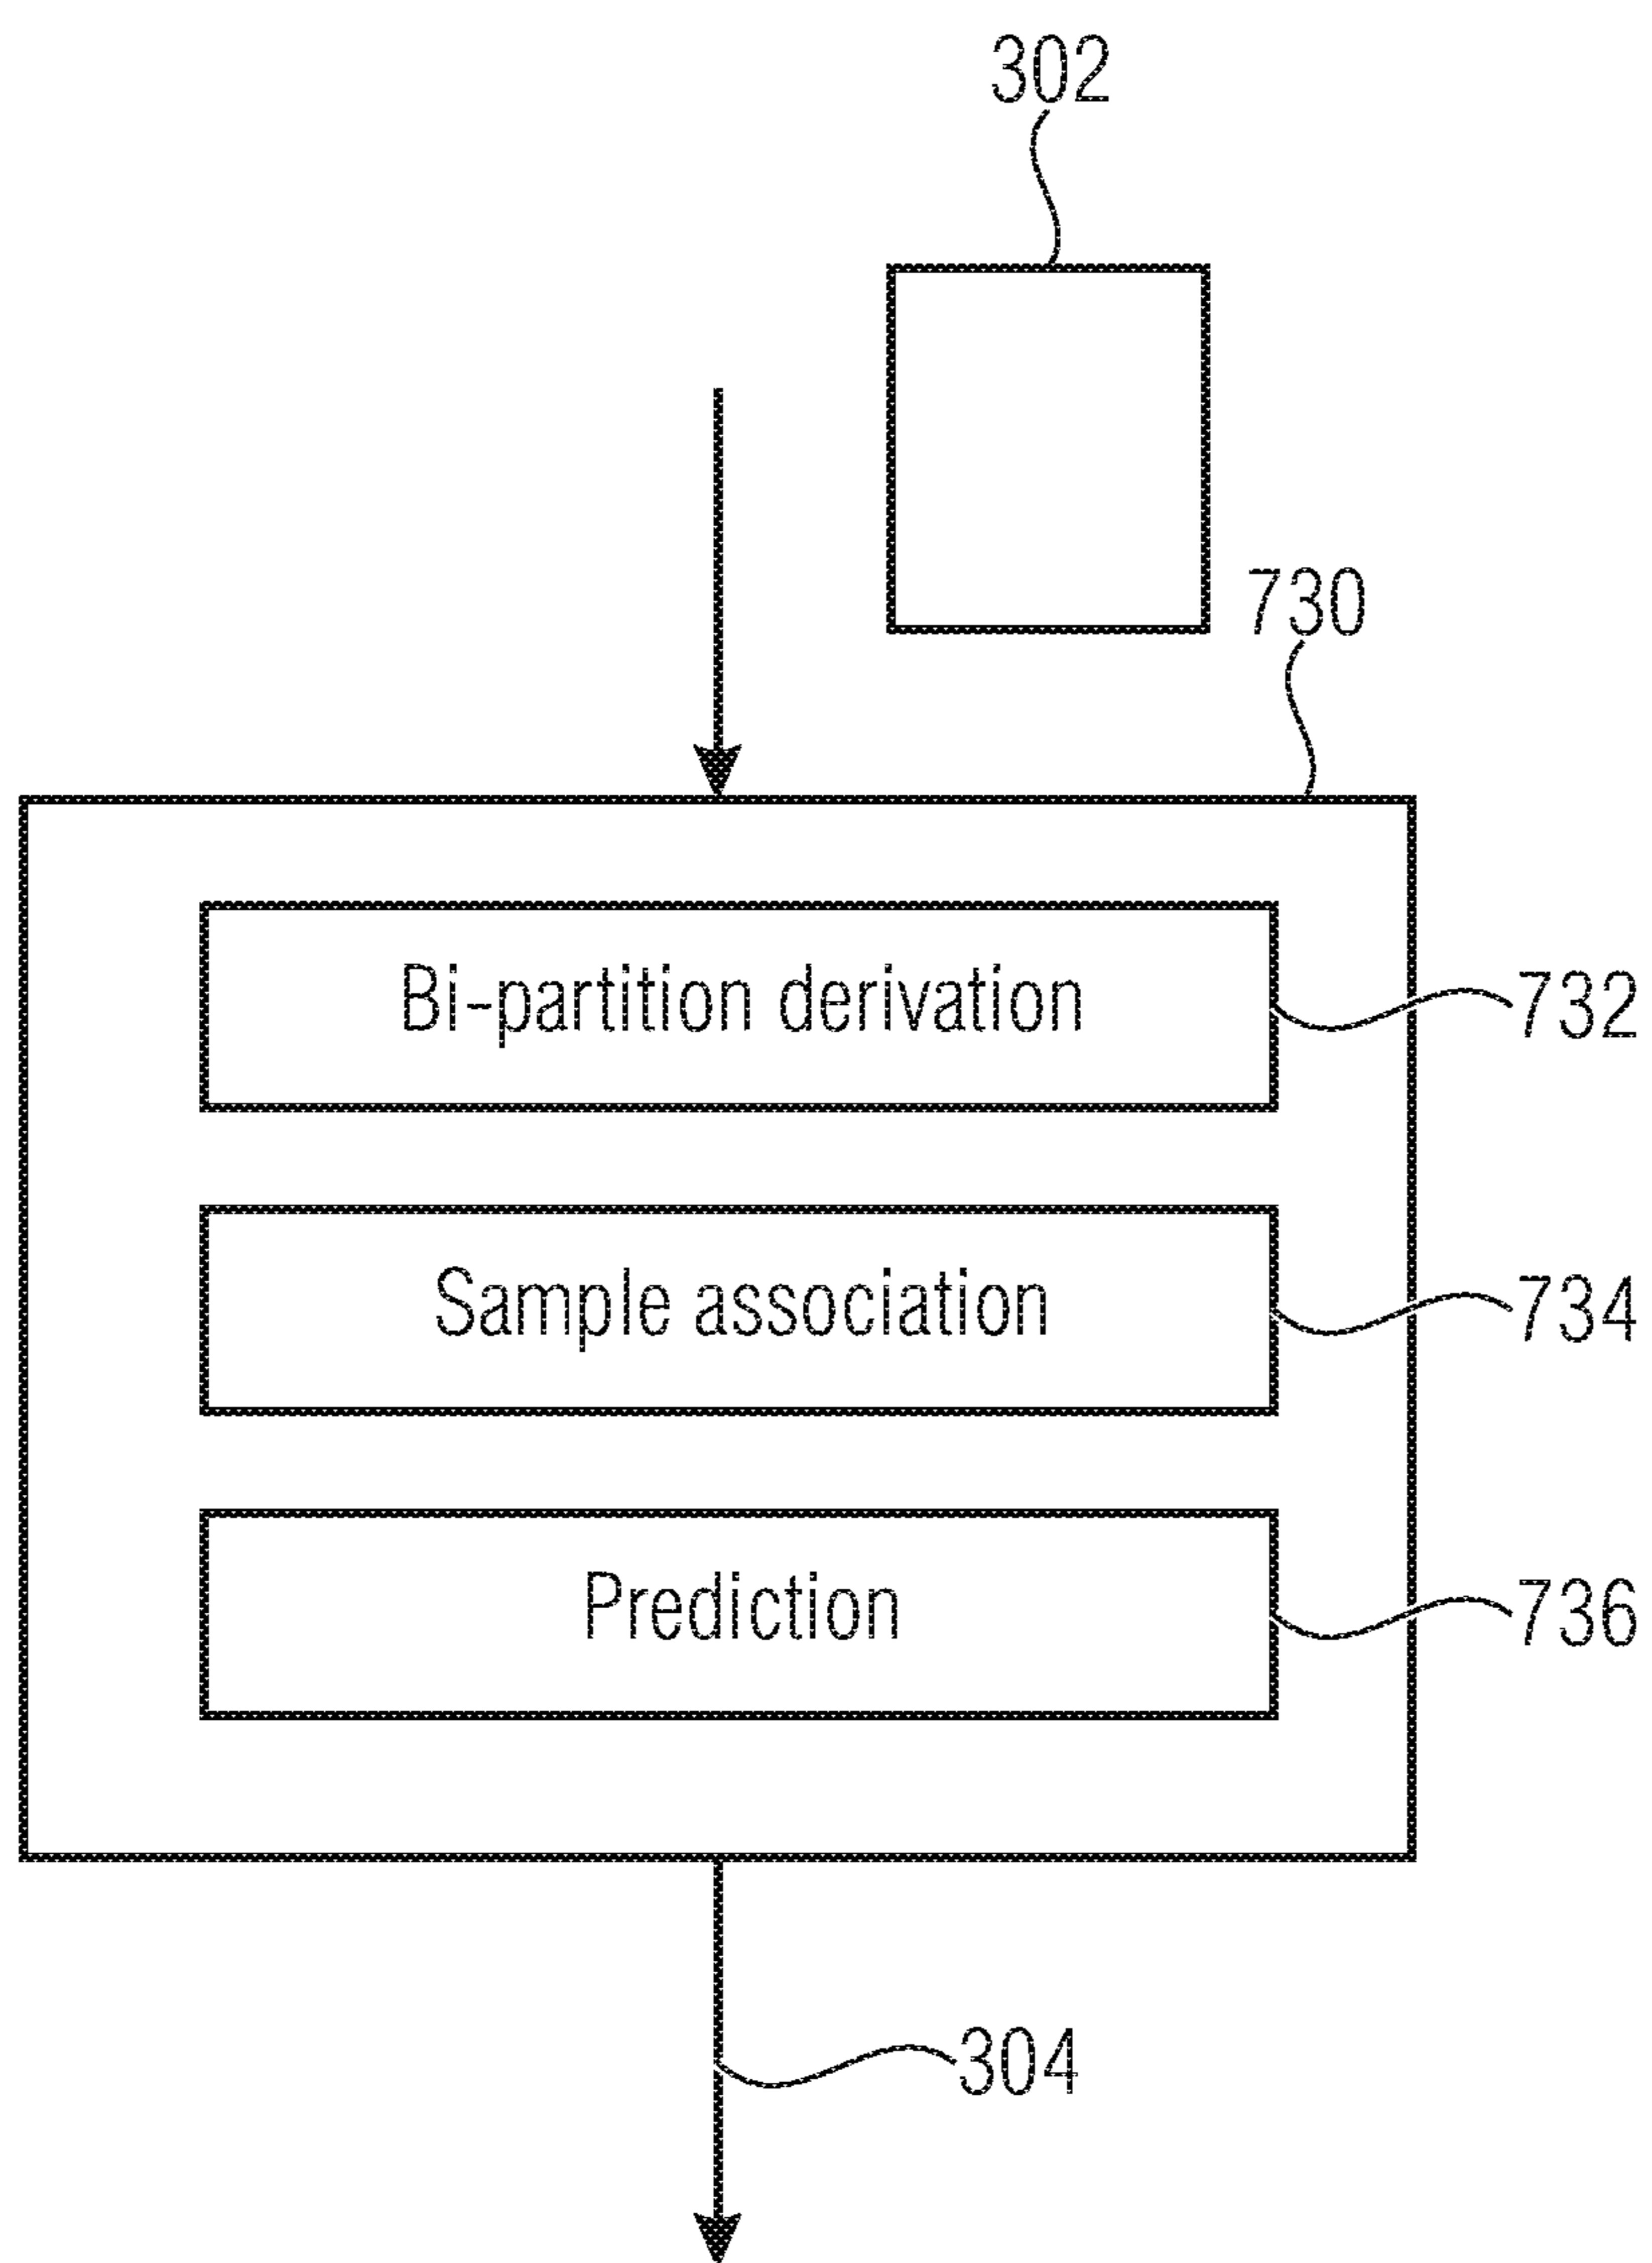 302
730
Bi-partition derivation
732
Sample association
734
Prediction
736
304